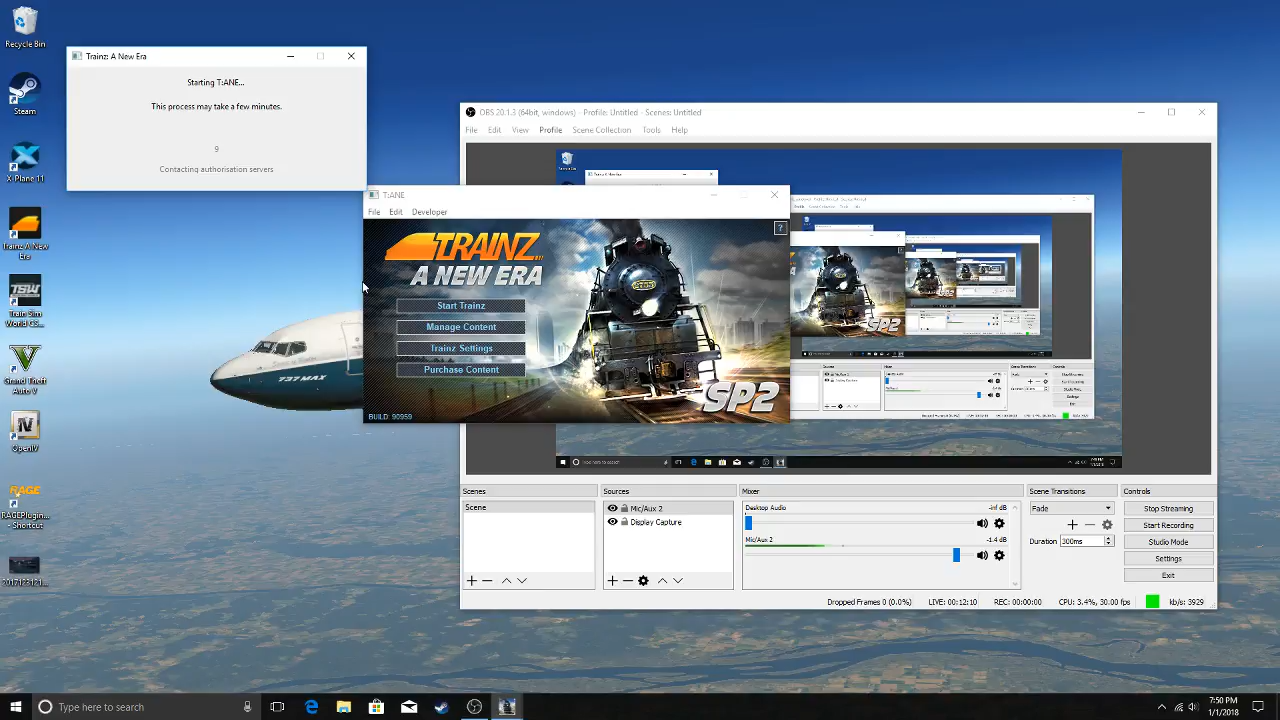 Recycle Bin
Steam
X-Plane 11
Trainz A New
Era
Train Sim
World CS...
Grand Theft
Auto V
OpenIV
RAGE
RAGEPlugin...
- Shortcut
2017123121...
Trainz: A New Era
Starting T:ANE...
This process may take a few minutes.
9
Contacting authorisation servers
737 MAX
OBS 20.1.3 (64bit, windows) - Profile: Untitled - Scenes: Untitled
File Edit View Profile Scene Collection Tools Help
T:ANE
File Edit Developer
?
TRAINZ
A NEW ERA
Start Trainz
Manage Content
Trainz Settings
Purchase Content
SP2
BUILD: 90959
SP2
Scenes
Scene
Sources
Mic/Aux 2
Display Capture
Mixer
Desktop Audio -inf dB
Mic/Aux 2 -1.4 dB
Scene Transitions
Fade
Duration 300ms
Controls
Stop Streaming
Start Recording
Studio Mode
Settings
Exit
Dropped Frames 0 (0.0%) LIVE: 00:12:10 REC: 00:00:00 CPU: 3.4%, 30.00 fps kb/s: 3929
Type here to search
7:50 PM
1/1/2018